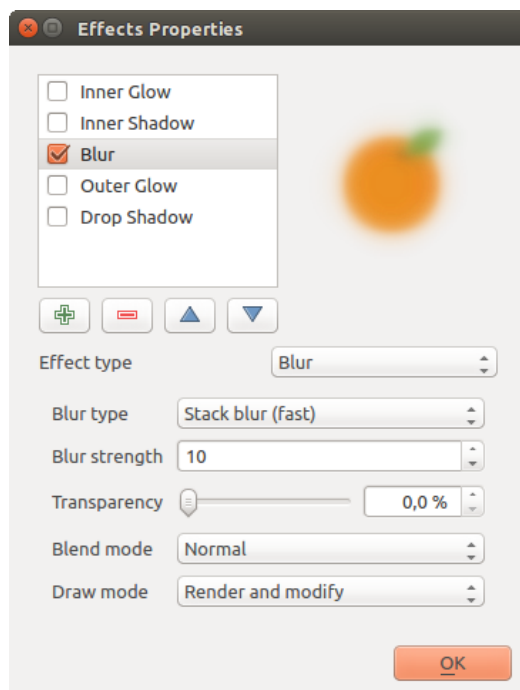 Effects Properties
Inner Glow
Inner Shadow
Blur
Outer Glow
Drop Shadow
Effect type Blur
Blur type Stack blur (fast)
Blur strength 10
Transparency 0,0 %
Blend mode Normal
Draw mode Render and modify
OK